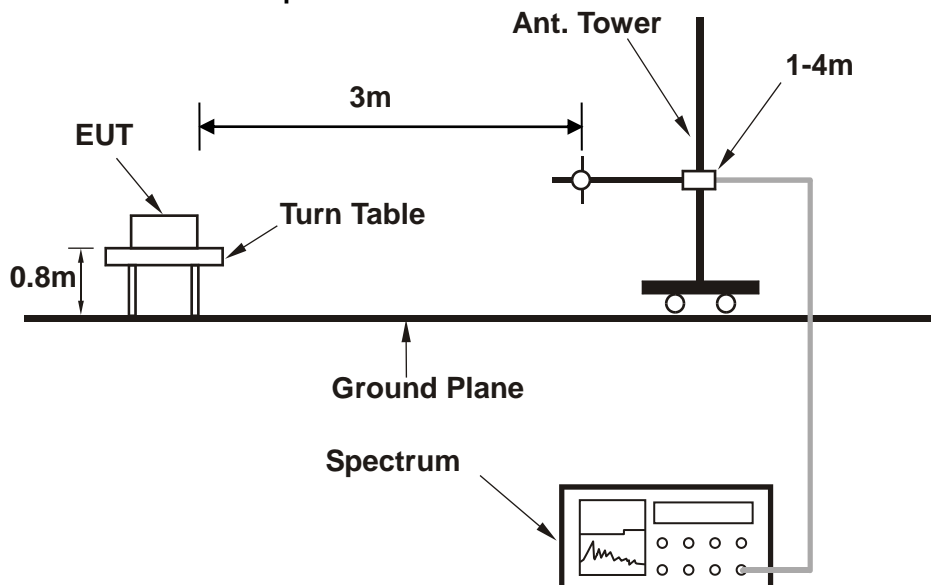 Ant. Tower
1-4m
3m
EUT
Turn Table
0.8m
Ground Plane
Spectrum